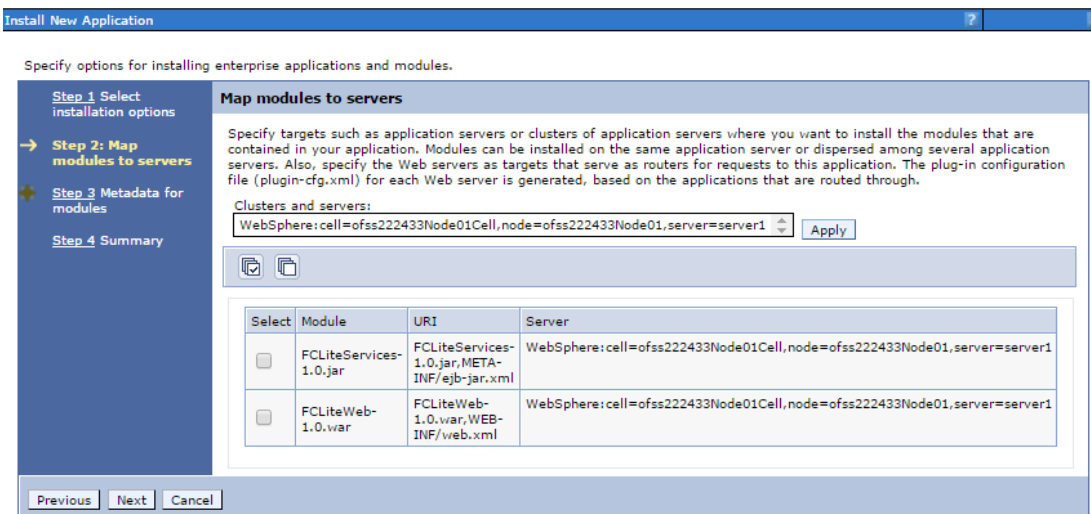 Install New Application
?
Specify options for installing enterprise applications and modules.
Step 1 Select
installation options
Step 2: Map
modules to servers
Step 3 Metadata for
modules
Step 4 Summary
Map modules to servers
Specify targets such as application servers or clusters of application servers where you want to install the modules that are
contained in your application. Modules can be installed on the same application server or dispersed among several application
servers. Also, specify the Web servers as targets that serve as routers for requests to this application. The plug-in configuration
file (plugin-cfg.xml) for each Web server is generated, based on the applications that are routed through.
Clusters and servers:
WebSphere:cell=ofss222433Node01Cell,node=ofss222433Node01,server=server1
Apply
Select Module URI Server
FCLiteServices-
1.0.jar
FCLiteServices-
1.0.jar,META-
INF/ejb-jar.xml
WebSphere:cell=ofss222433Node01Cell,node=ofss222433Node01,server=server1
FCLiteWeb-
1.0.war
FCLiteWeb-
1.0.war,WEB-
INF/web.xml
WebSphere:cell=ofss222433Node01Cell,node=ofss222433Node01,server=server1
Previous Next Cancel